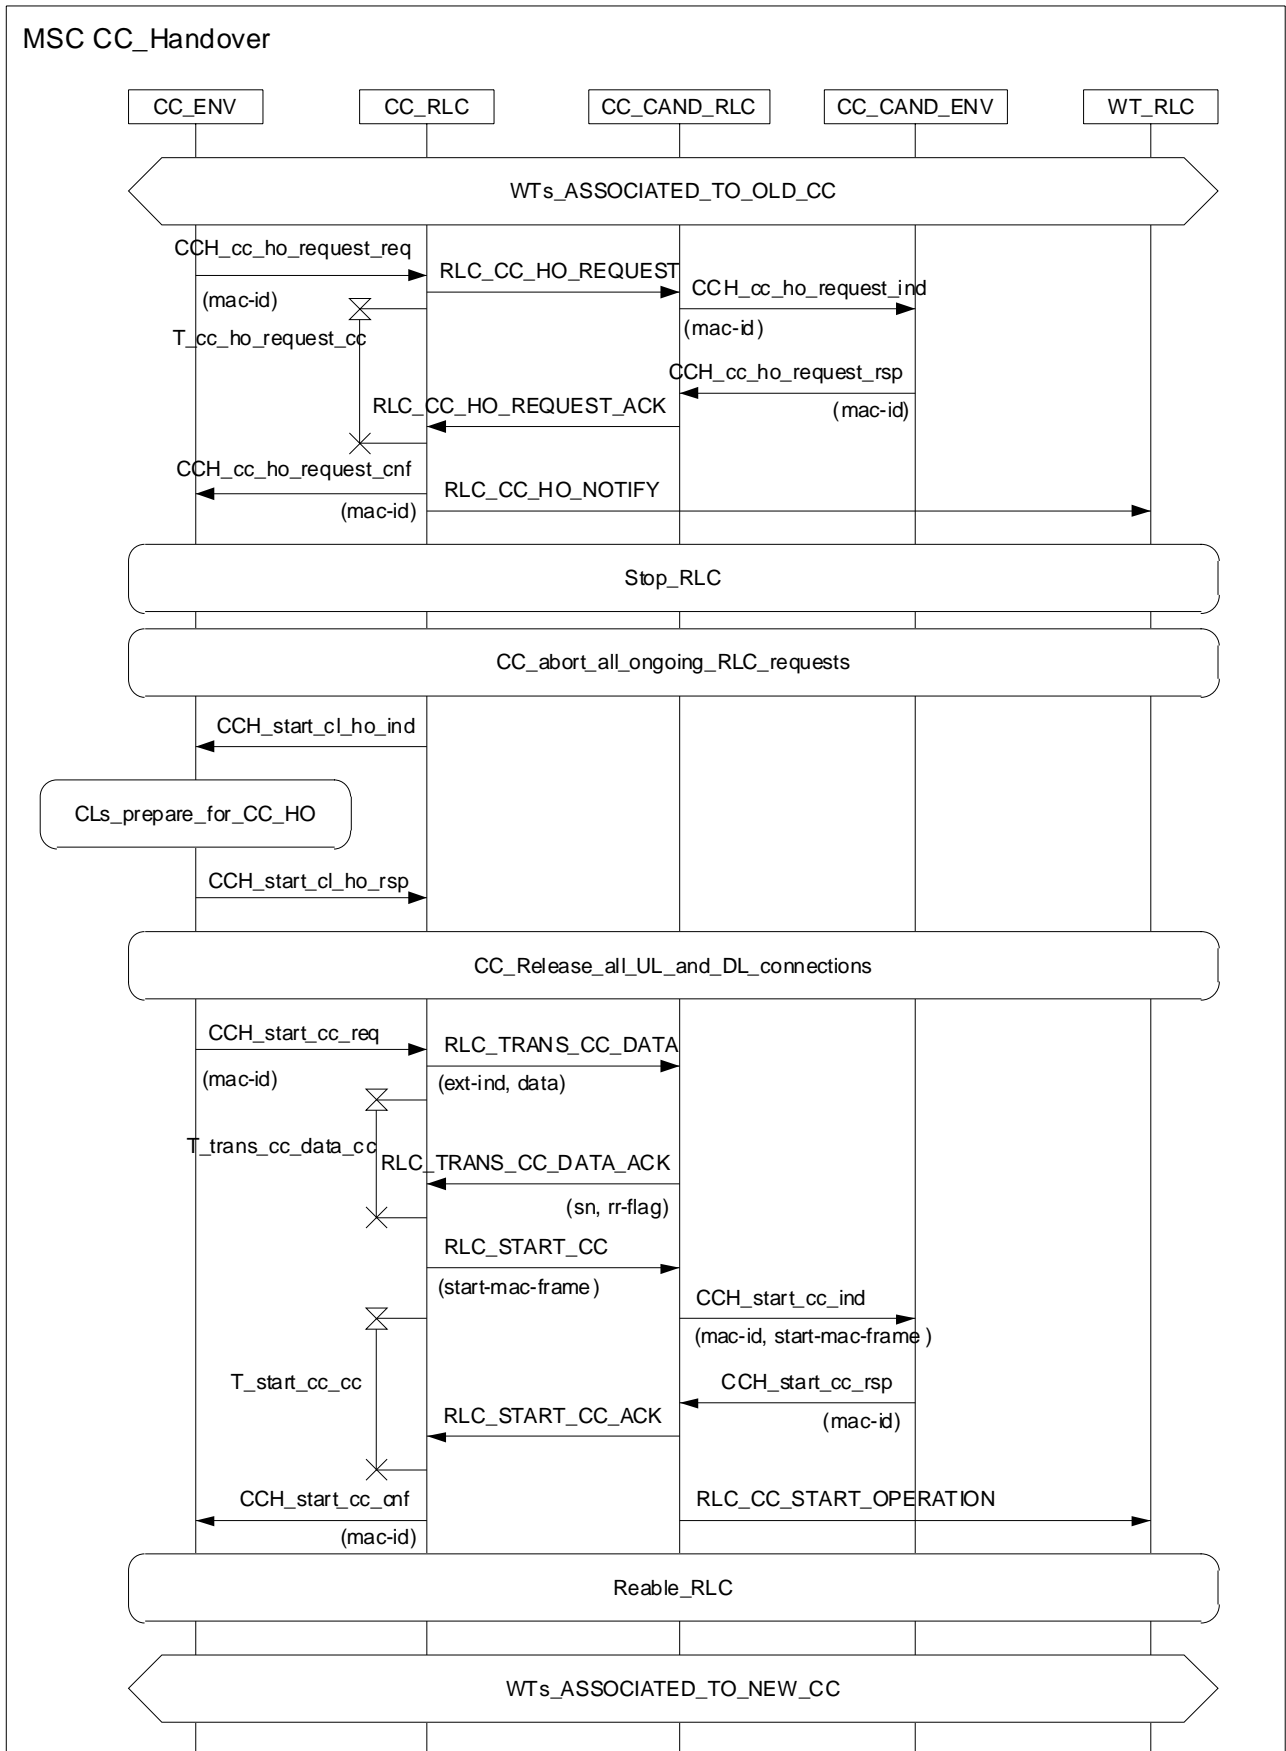 MSC CC_Handover
CC_ENV
CC_RLC
CC_CAND_RLC
CC_CAND_ENV
WT_RLC
WTs_ASSOCIATED_TO_OLD_CC
CCH_cc_ho_request_req
RLC_CC_HO_REQUEST
CCH_cc_ho_request_ind
(mac-id)
(mac-id)
T_cc_ho_request_cc
CCH_cc_ho_request_rsp
RLC_CC_HO_REQUEST_ACK
(mac-id)
CCH_cc_ho_request_cnf
RLC_CC_HO_NOTIFY
(mac-id)
Stop_RLC
CC_abort_all_ongoing_RLC_requests
CCH_start_cl_ho_ind
CLs_prepare_for_CC_HO
CCH_start_cl_ho_rsp
CC_Release_all_UL_and_DL_connections
CCH_start_cc_req
RLC_TRANS_CC_DATA
(mac-id)
(ext-ind, data)
T_trans_cc_data_cc
RLC_TRANS_CC_DATA_ACK
(sn, rr-flag)
RLC_START_CC
(start-mac-frame)
CCH_start_cc_ind
(mac-id, start-mac-frame)
T_start_cc_cc
CCH_start_cc_rsp
RLC_START_CC_ACK
(mac-id)
CCH_start_cc_cnf
RLC_CC_START_OPERATION
(mac-id)
Reable_RLC
WTs_ASSOCIATED_TO_NEW_CC